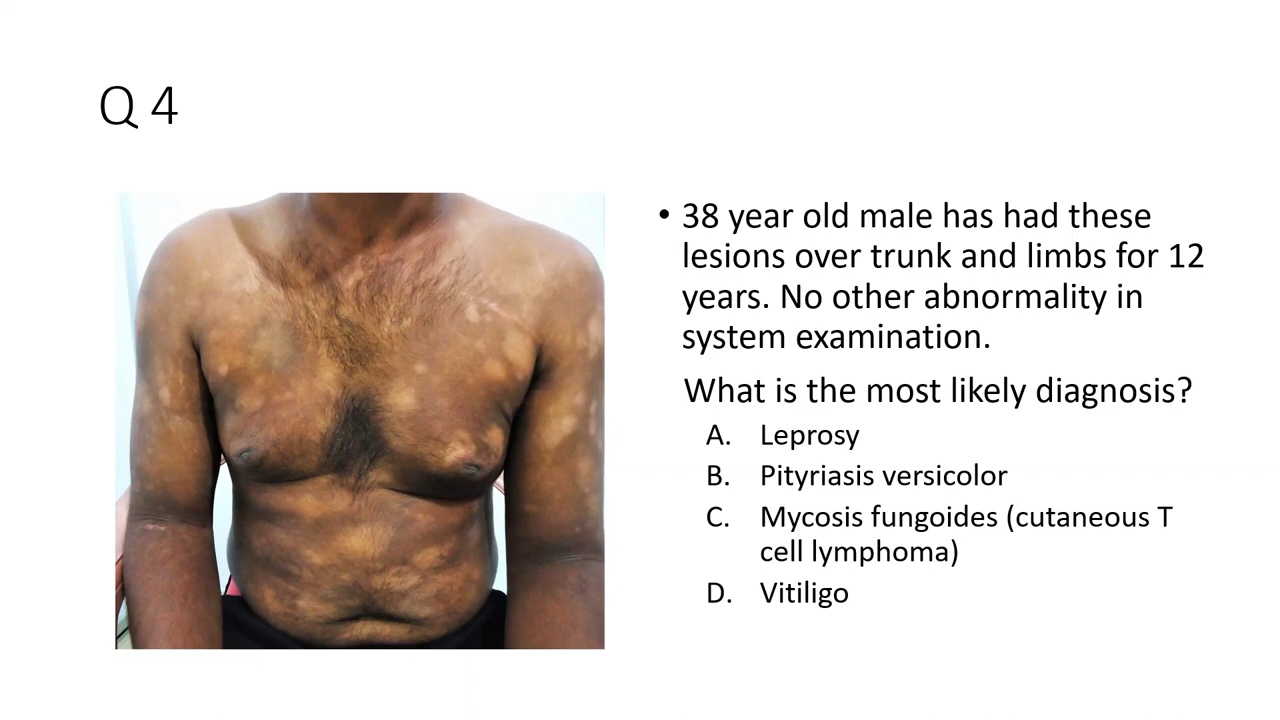 Q 4
• 38 year old male has had these
lesions over trunk and limbs for 12
years. No other abnormality in
system examination.
What is the most likely diagnosis?
A. Leprosy
B. Pityriasis versicolor
C. Mycosis fungoides (cutaneous T
cell lymphoma)
D. Vitiligo